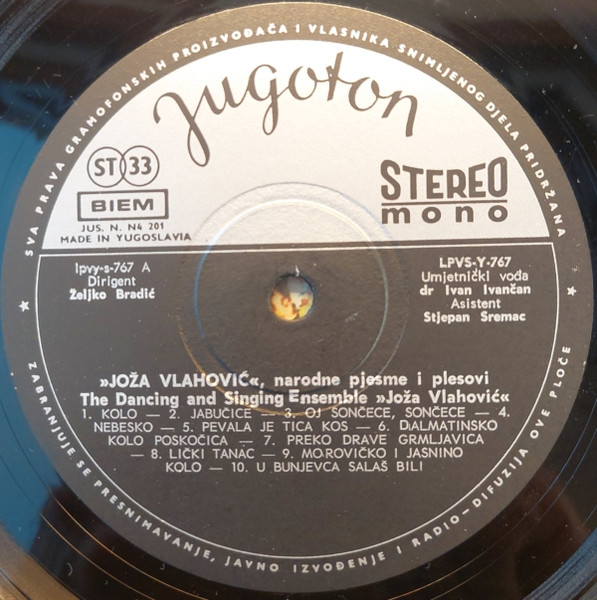 SVA PRAVA GRAMOFONSKIH PROIZVOĐAČA I VLASNIKA SNIMLJENOG DJELA PRIDRŽANA
jugoton
ST 33
BIEM
STEREO
mono
JUS. N. N4 201
MADE IN YUGOSLAVIA
lpvy-s-767 A
Dirigent
Željko Bradić
LPVS-Y-767
Umjetnički vođa
dr Ivan Ivančan
Asistent
Stjepan Sremac
»JOŽA VLAHOVIĆ«, narodne pjesme i plesovi
The Dancing and Singing Ensemble »Joža Vlahović«
1. KOLO — 2. JABUČICE — 3. OJ SONČECE, SONČECE — 4.
NEBESKO — 5. PEVALA JE TICA KOS — 6. DALMATINSKO
KOLO POSKOČICA — 7. PREKO DRAVE GRMLJAVICA
— 8. LIČKI TANAC — 9. MOROVIČKO I JASNINO
KOLO — 10. U BUNJEVCA SALAŠ BILI
ZABRANJUJE SE PRESNIMAVANJE, JAVNO IZVOĐENJE I RADIO-DIFUZIJA OVE PLOČE